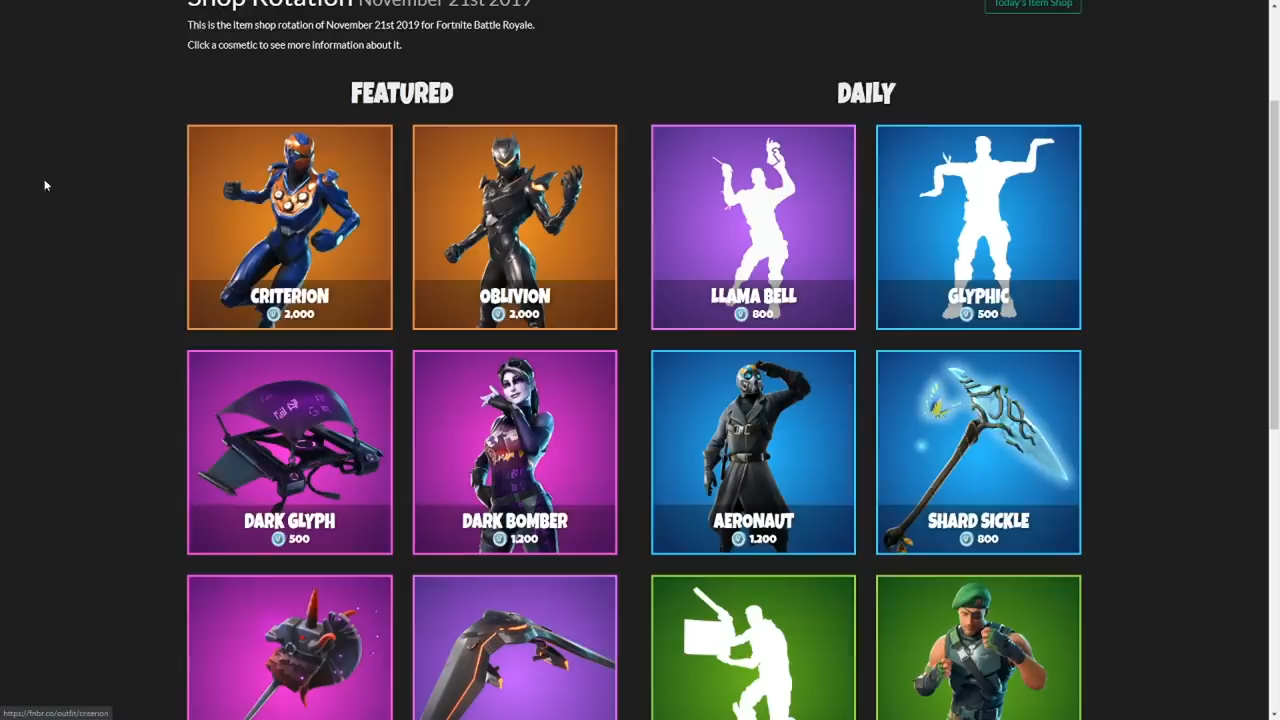 Shop Rotation November 21st 2019
Today's Item Shop
This is the item shop rotation of November 21st 2019 for Fortnite Battle Royale.
Click a cosmetic to see more information about it.
FEATURED
DAILY
CRITERION
2,000
OBLIVION
2,000
LLAMA BELL
800
GLYPHIC
500
DARK GLYPH
500
DARK BOMBER
1,200
AERONAUT
1,200
SHARD SICKLE
800
https://fnbr.co/outfit/criterion